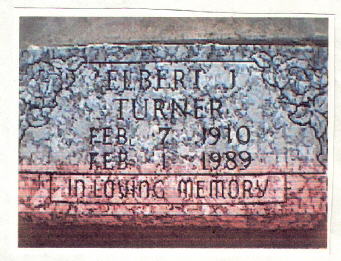 ELBERT J
TURNER
FEB 7 1910
FEB 1 1989
IN LOVING MEMORY